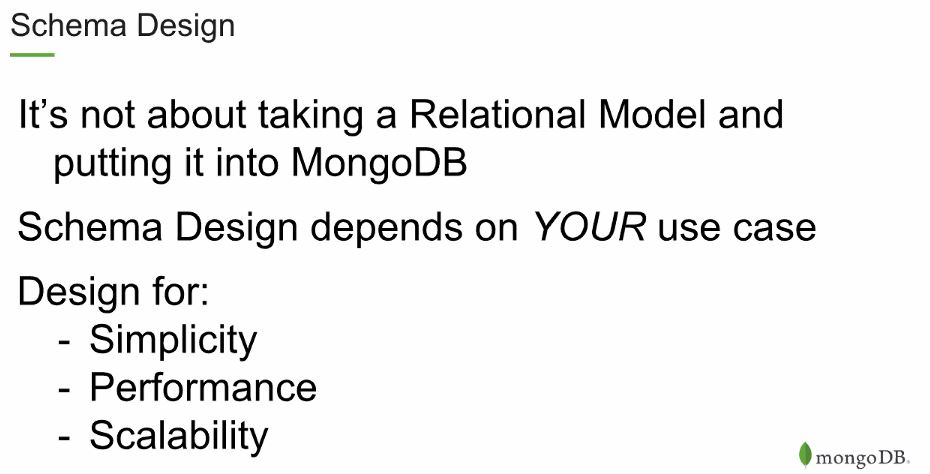 Schema Design
It’s not about taking a Relational Model and
putting it into MongoDB
Schema Design depends on YOUR use case
Design for:
- Simplicity
- Performance
- Scalability
mongoDB.